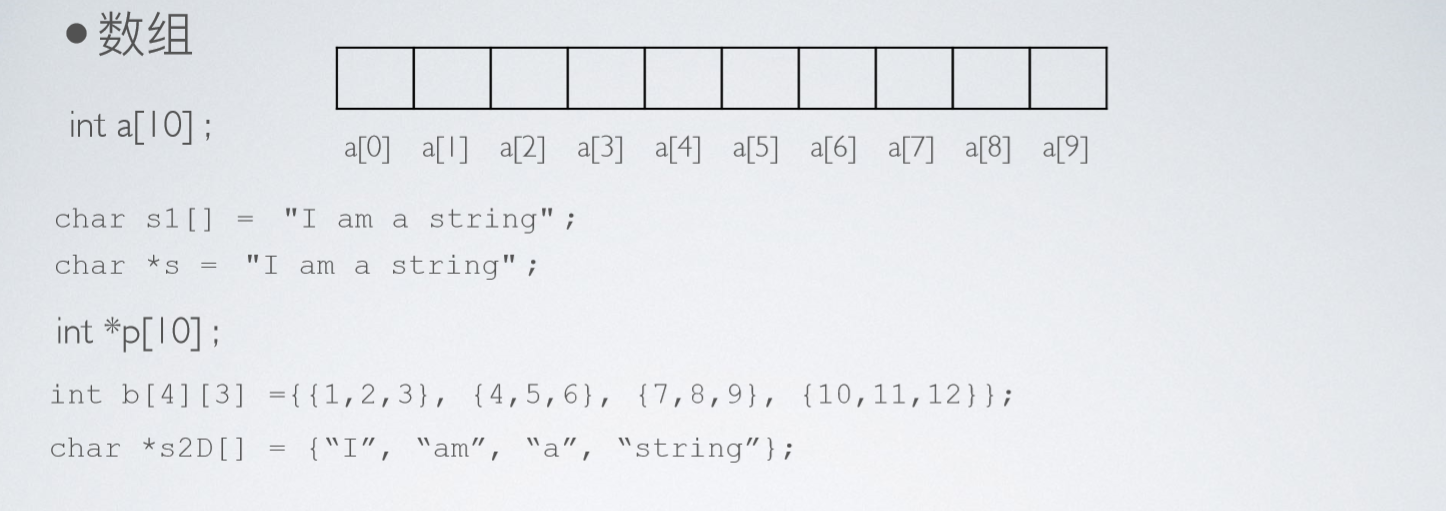 • 数组
int a[10] ;
a[0] a[1] a[2] a[3] a[4] a[5] a[6] a[7] a[8] a[9]
char s1[] = "I am a string" ;
char *s = "I am a string" ;
int *p[10] ;
int b[4][3] ={{1,2,3}, {4,5,6}, {7,8,9}, {10,11,12}};
char *s2D[] = {“I”, “am”, “a”, “string”};